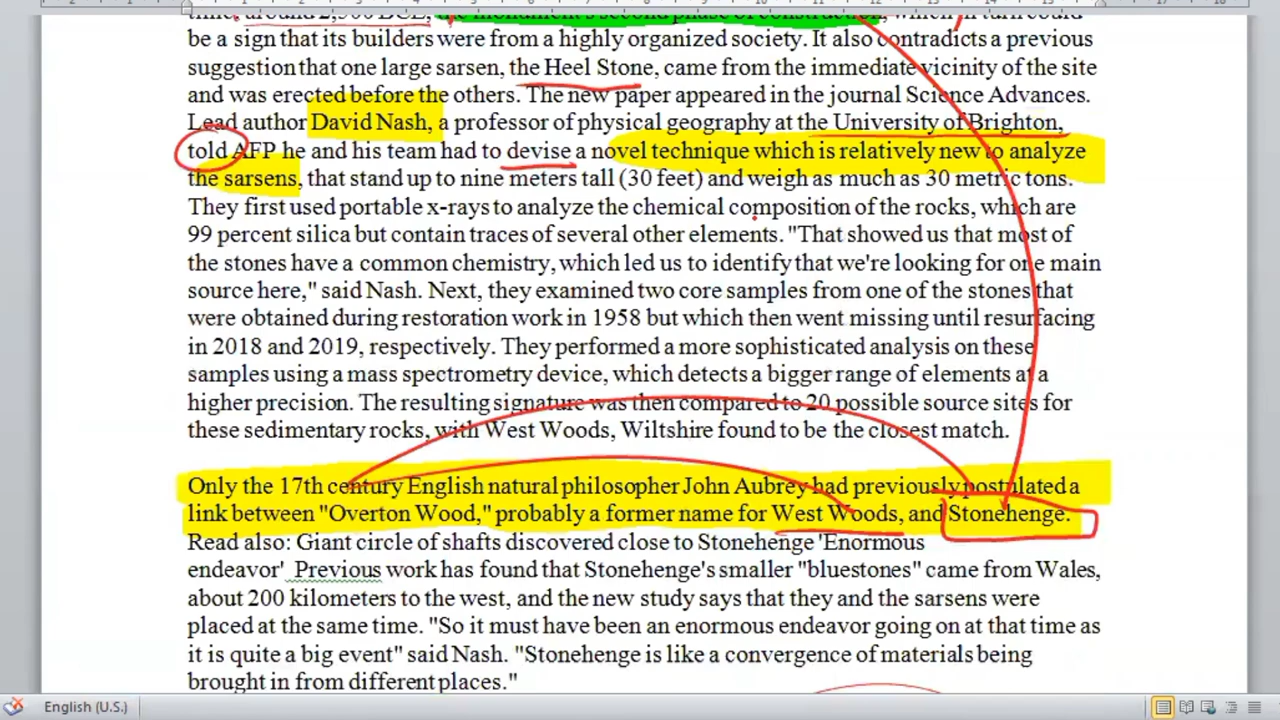 time, around 2,500 BCE, the monument's second phase of construction, which in turn could
be a sign that its builders were from a highly organized society. It also contradicts a previous
suggestion that one large sarsen, the Heel Stone, came from the immediate vicinity of the site
and was erected before the others. The new paper appeared in the journal Science Advances.
Lead author David Nash, a professor of physical geography at the University of Brighton,
told AFP he and his team had to devise a novel technique which is relatively new to analyze
the sarsens, that stand up to nine meters tall (30 feet) and weigh as much as 30 metric tons.
They first used portable x-rays to analyze the chemical composition of the rocks, which are
99 percent silica but contain traces of several other elements. "That showed us that most of
the stones have a common chemistry, which led us to identify that we're looking for one main
source here," said Nash. Next, they examined two core samples from one of the stones that
were obtained during restoration work in 1958 but which then went missing until resurfacing
in 2018 and 2019, respectively. They performed a more sophisticated analysis on these
samples using a mass spectrometry device, which detects a bigger range of elements at a
higher precision. The resulting signature was then compared to 20 possible source sites for
these sedimentary rocks, with West Woods, Wiltshire found to be the closest match.
Only the 17th century English natural philosopher John Aubrey had previously postulated a
link between "Overton Wood," probably a former name for West Woods, and Stonehenge.
Read also: Giant circle of shafts discovered close to Stonehenge 'Enormous
endeavor' Previous work has found that Stonehenge's smaller "bluestones" came from Wales,
about 200 kilometers to the west, and the new study says that they and the sarsens were
placed at the same time. "So it must have been an enormous endeavor going on at that time as
it is quite a big event" said Nash. "Stonehenge is like a convergence of materials being
brought in from different places."
English (U.S.)